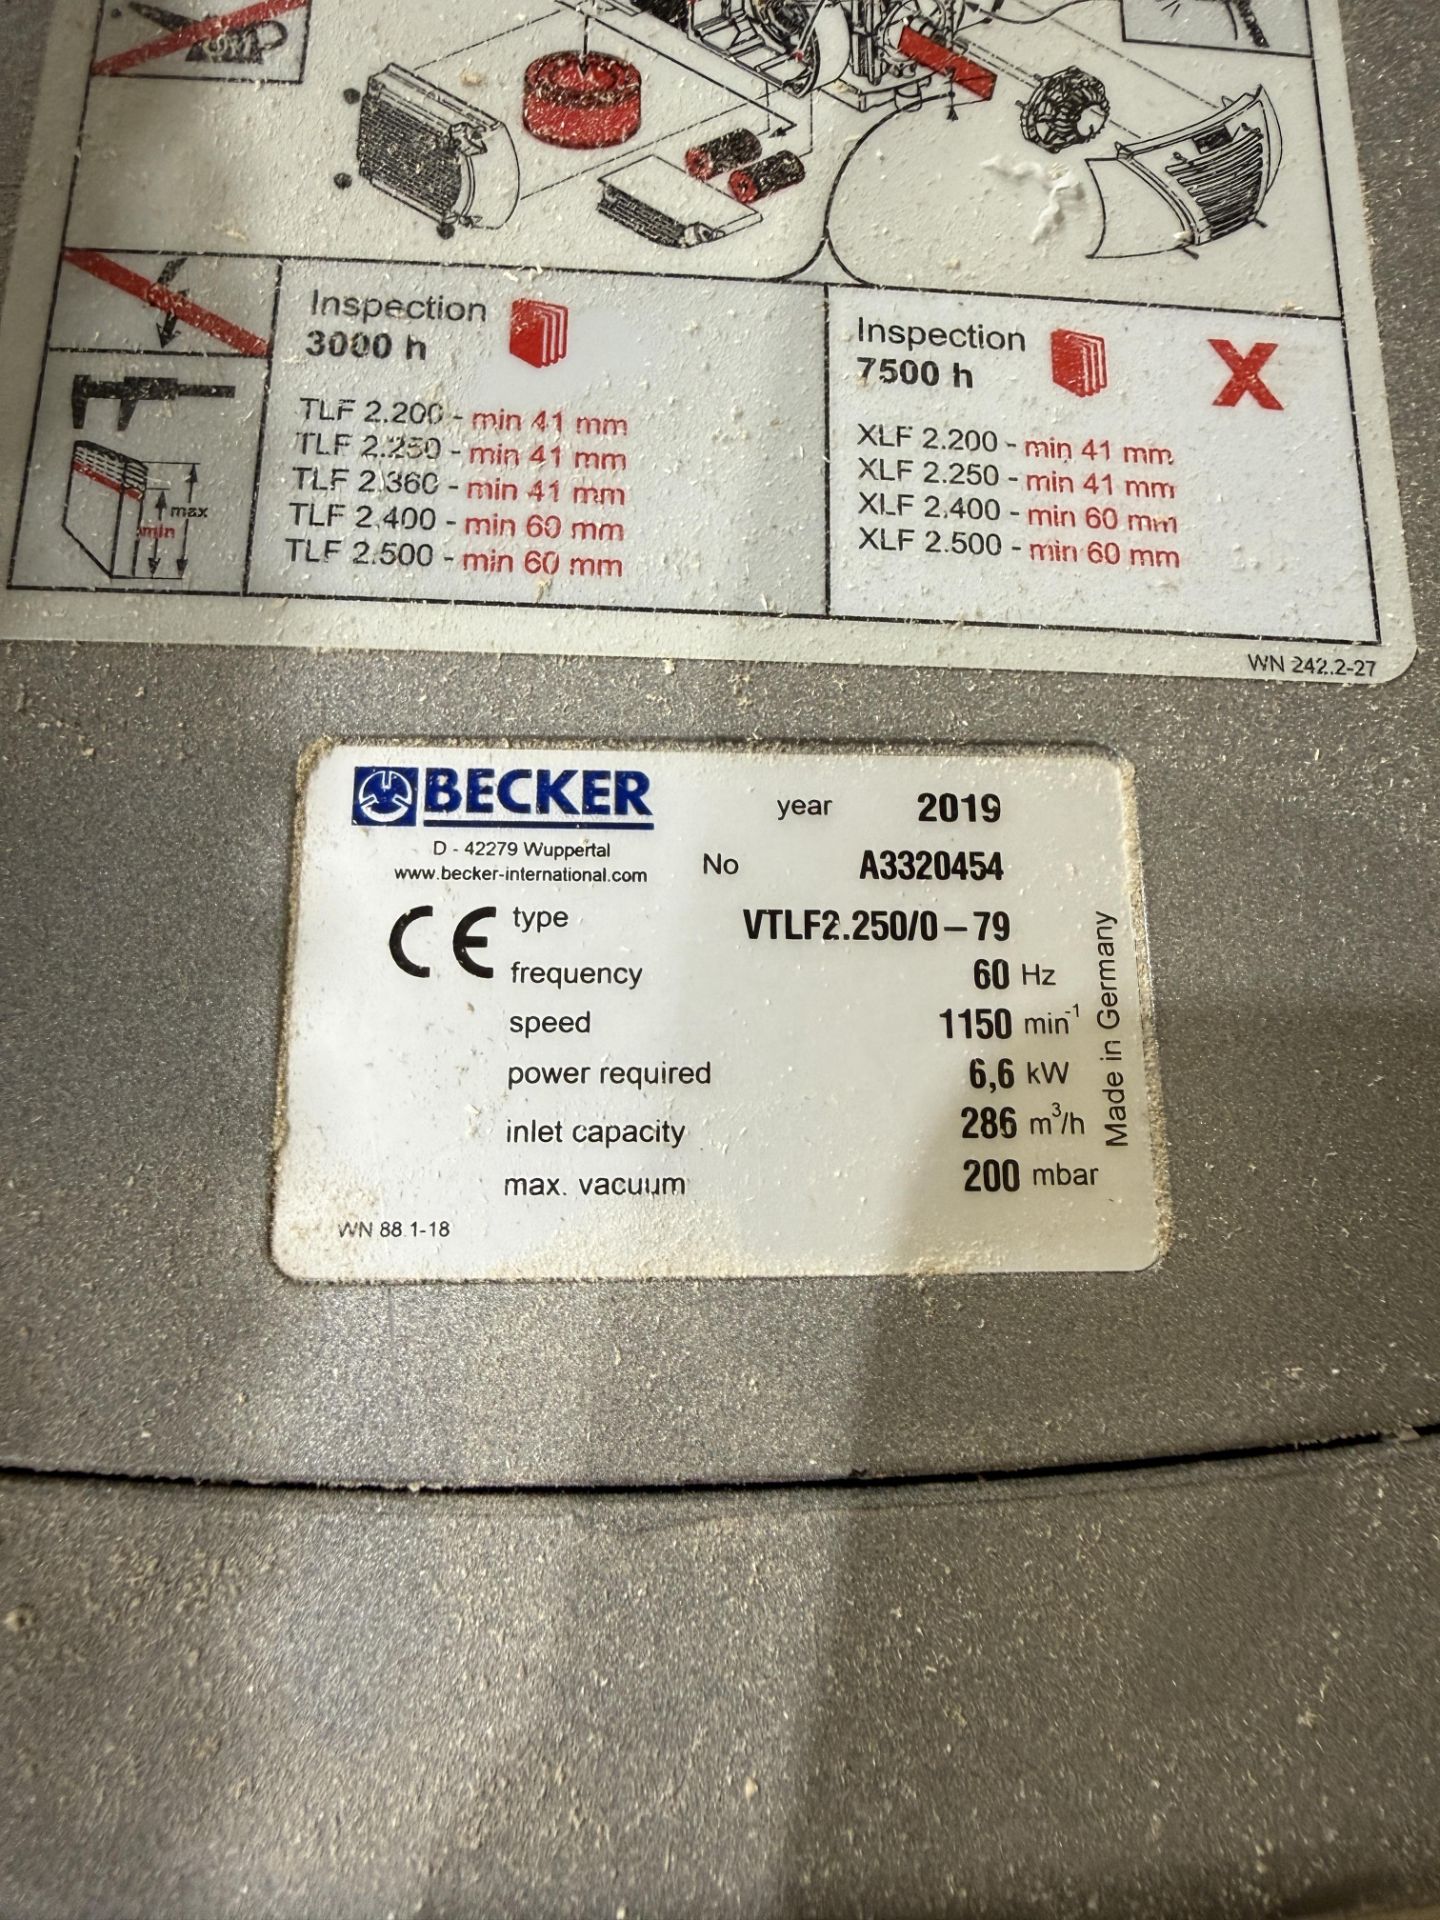 Inspection
3000 h
TLF 2.200 - min 41 mm
TLF 2.250 - min 41 mm
TLF 2.360 - min 41 mm
TLF 2.400 - min 60 mm
TLF 2.500 - min 60 mm
max
min
Inspection
7500 h
X
XLF 2.200 - min 41 mm
XLF 2.250 - min 41 mm
XLF 2.400 - min 60 mm
XLF 2.500 - min 60 mm
WN 242.2-27
BECKER
D - 42279 Wuppertal
www.becker-international.com
year 2019
No A3320454
CE
type VTLF2.250/0-79
frequency 60 Hz
speed 1150 min-1
power required 6,6 kW
inlet capacity 286 m³/h
max. vacuum 200 mbar
Made in Germany
WN 88.1-18